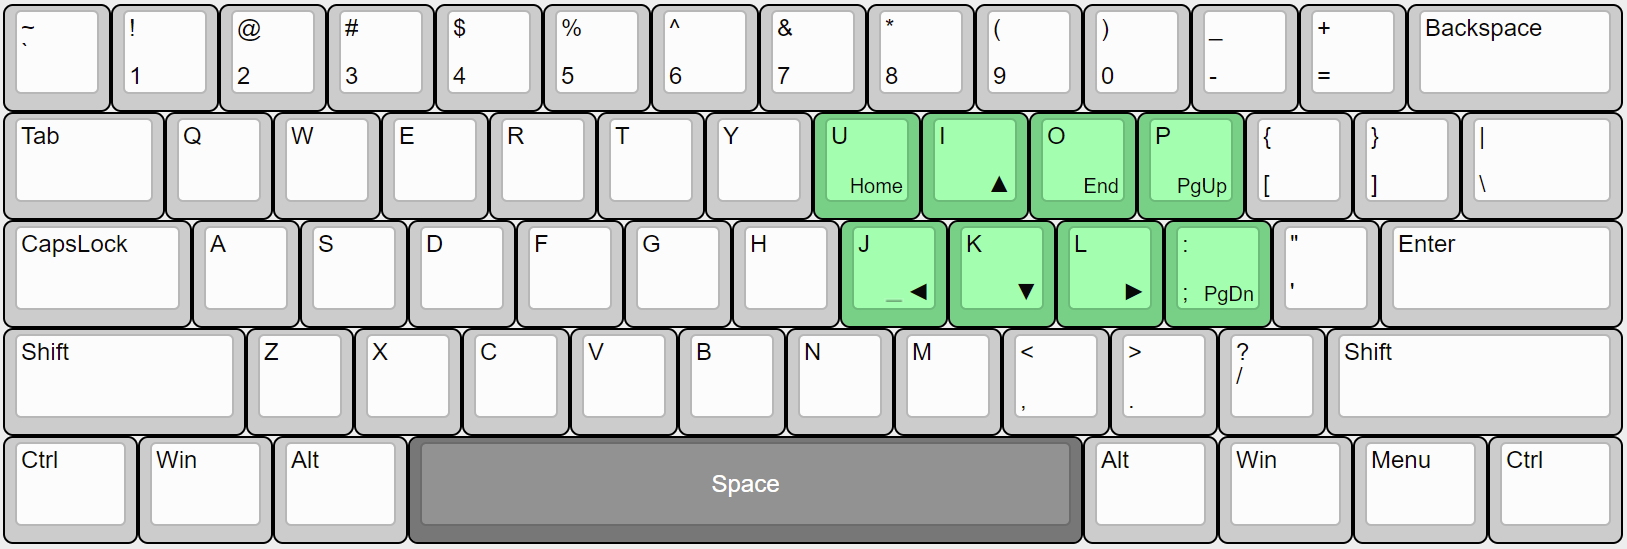 ~ ! @ # $ % ^ & * ( ) _ + Backspace
` 1 2 3 4 5 6 7 8 9 0 - =
Tab Q W E R T Y U I O P { } |
Home ▲ End PgUp [ ] \
CapsLock A S D F G H J K L : " Enter
_ ◀ ▼ ▶ ; PgDn '
Shift Z X C V B N M < > ? Shift
, . /
Ctrl Win Alt Space Alt Win Menu Ctrl